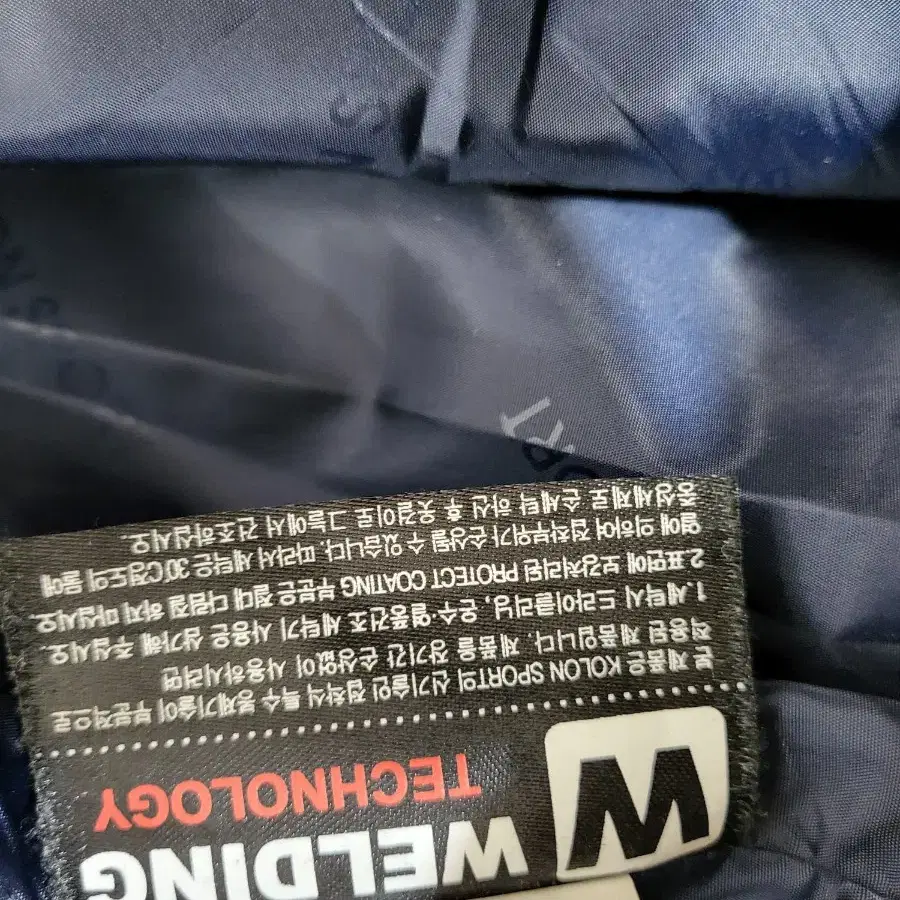 W WELDING
TECHNOLOGY
본 제품은 KOLON SPORT의 신기술인 접착식 특수 봉제기술이 부분적으로
적용된 제품입니다. 제품을 장기간 손상없이 사용하시려면
1.세탁시 드라이클리닝, 온수·열풍건조 세탁기 사용은 삼가해 주십시오.
2.표면에 보강처리된 PROTECT COATING 부분은 절대 다림질 하지 마십시오.
열에 의하여 접착부위가 손상될 수 있습니다. 따라서 세탁은 30℃정도의 물에
중성세제로 손세탁 하신 후 옷걸이로 그늘에서 건조하십시오.